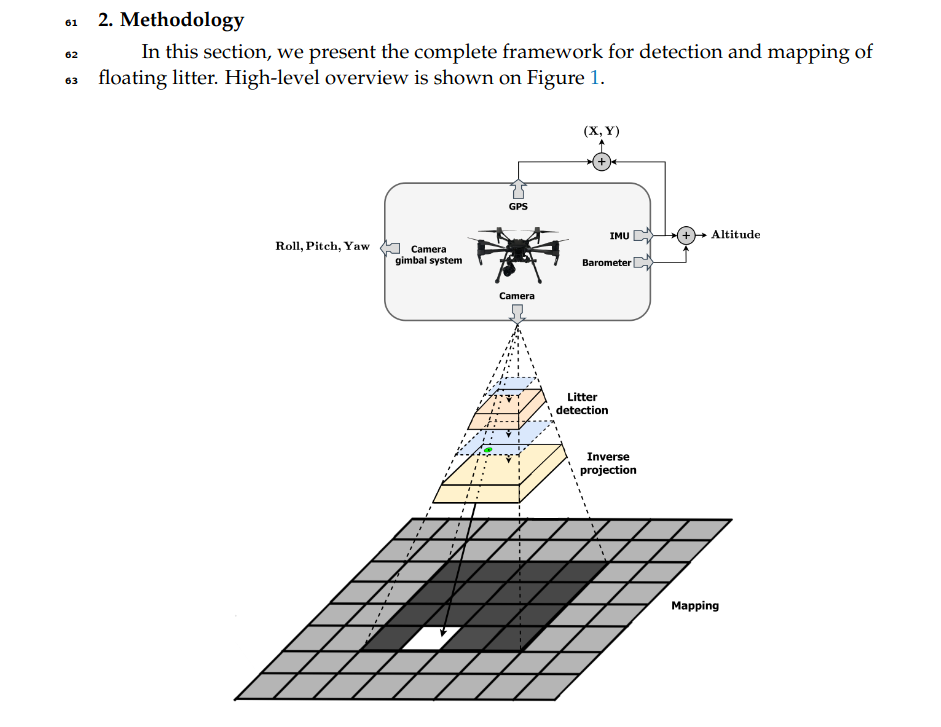 61 2. Methodology
62 In this section, we present the complete framework for detection and mapping of
63 floating litter. High-level overview is shown on Figure 1.
(X, Y)
+
GPS
IMU
+
Altitude
Roll, Pitch, Yaw
Camera
gimbal system
Barometer
Camera
Litter
detection
Inverse
projection
Mapping